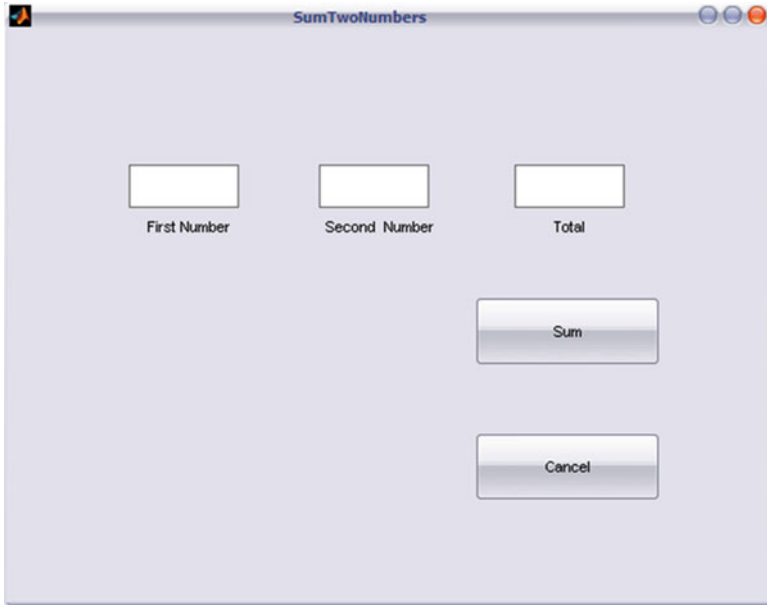 SumTwoNumbers
First Number
Second Number
Total
Sum
Cancel